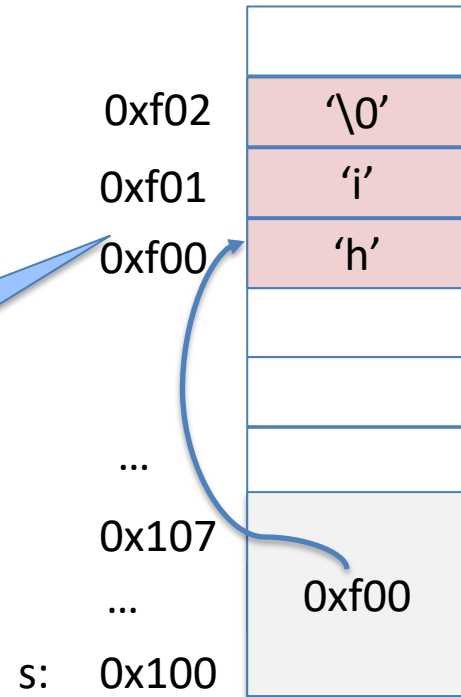 0xf02 ‘\0’
0xf01 ‘i’
0xf00 ‘h’
...
0x107
... 0xf00
s: 0x100